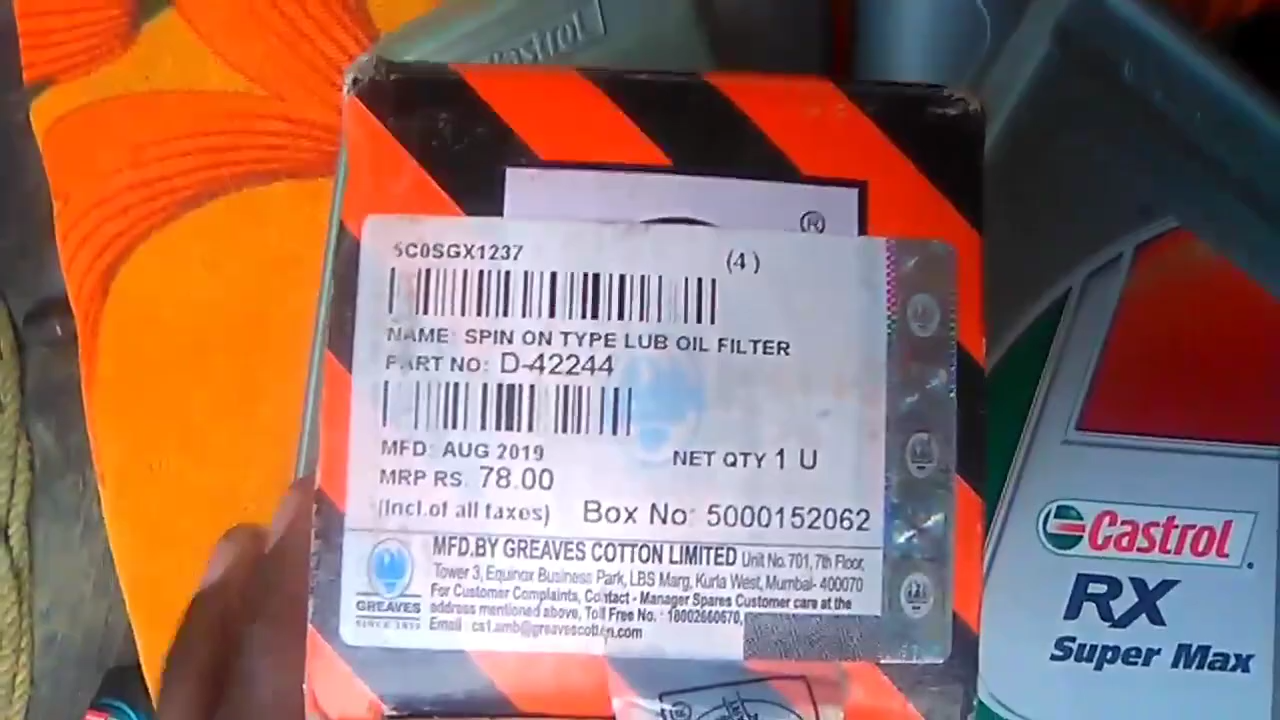 Castrol
®
5C0SGX1237 (4)
NAME: SPIN ON TYPE LUB OIL FILTER
PART NO: D-42244
MFD: AUG 2019
NET QTY 1 U
MRP RS. 78.00
(Incl.of all taxes) Box No: 5000152062
MFD.BY GREAVES COTTON LIMITED Unit No. 701, 7th Floor,
Tower 3, Equinox Business Park, LBS Marg, Kurla West, Mumbai- 400070
For Customer Complaints, Contact - Manager Spares Customer care at the
address mentioned above, Toll Free No. : 18002660670,
Email : cs1.amb@greavescotton.com
GREAVES
SINCE 1859
Castrol
RX
Super Max